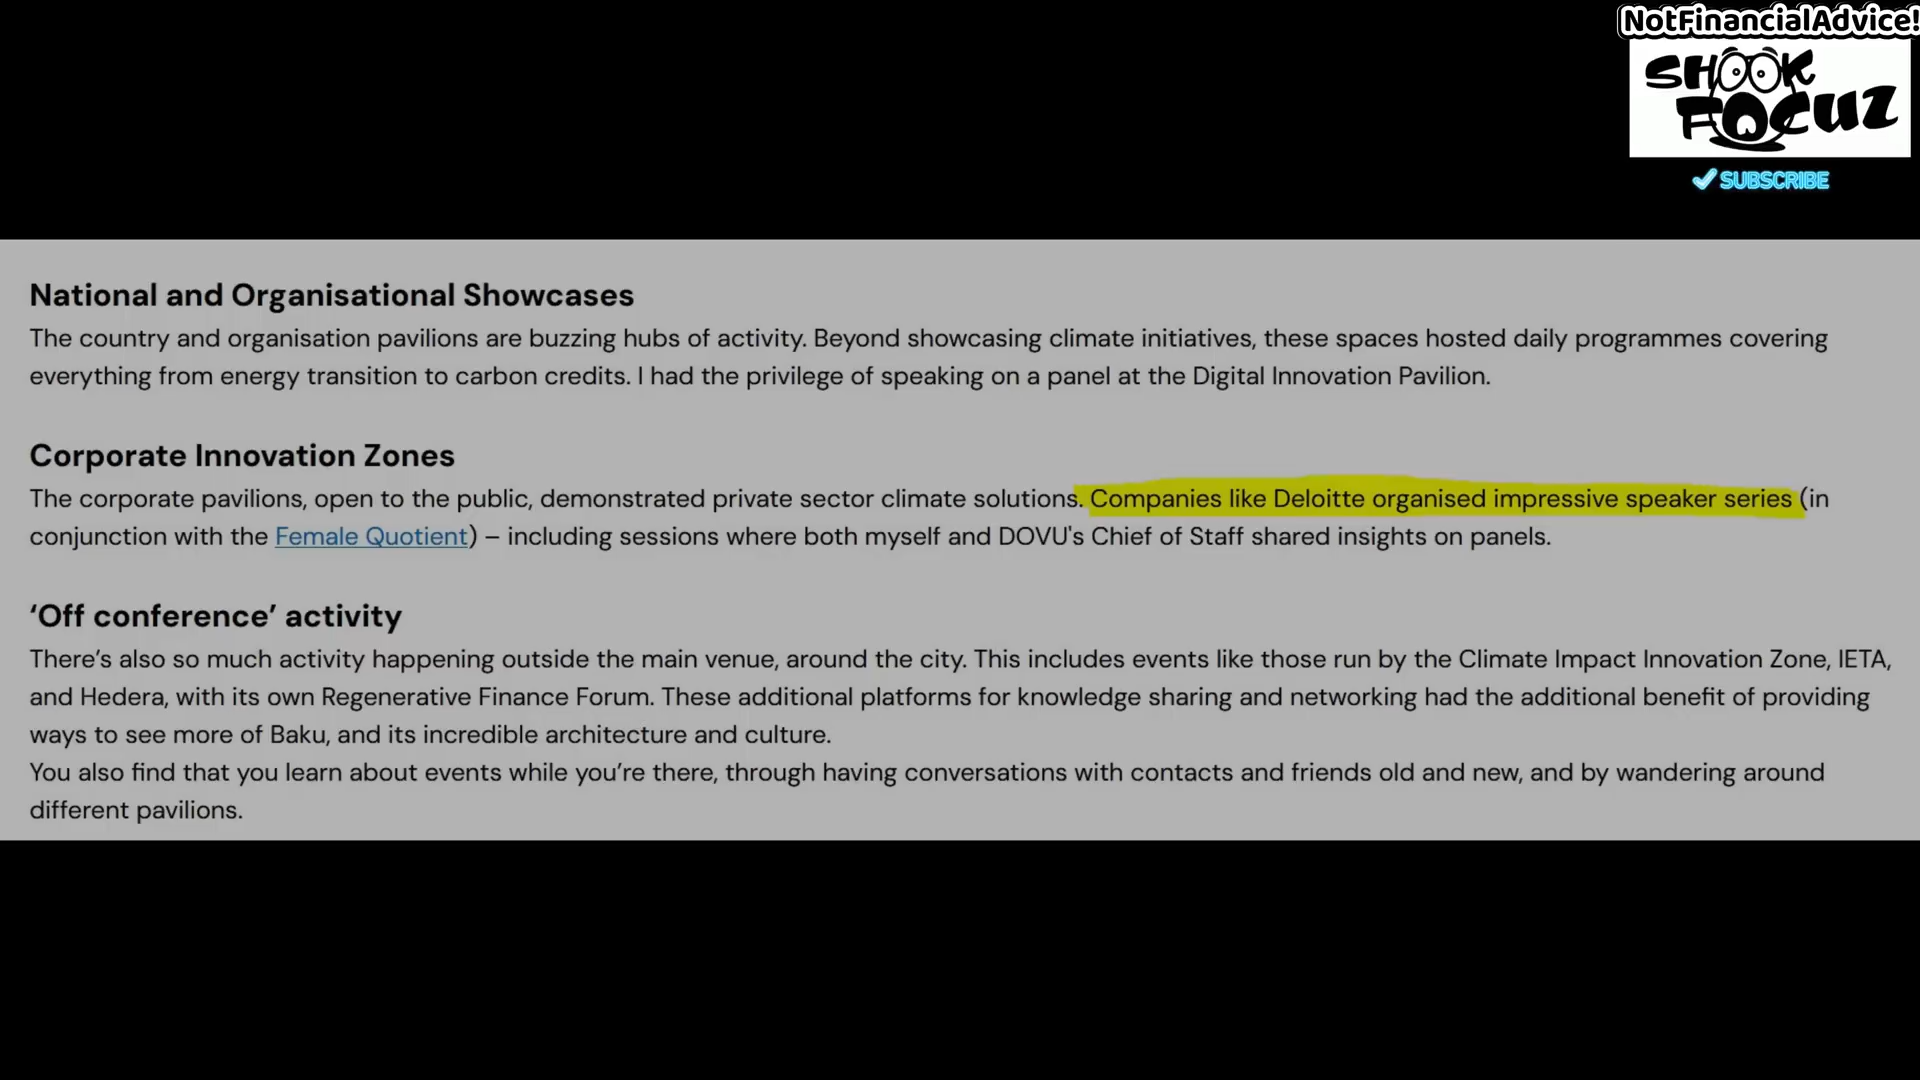 NotFinancialAdvice!
SHOOK
FOCUZ
SUBSCRIBE
National and Organisational Showcases
The country and organisation pavilions are buzzing hubs of activity. Beyond showcasing climate initiatives, these spaces hosted daily programmes covering
everything from energy transition to carbon credits. I had the privilege of speaking on a panel at the Digital Innovation Pavilion.
Corporate Innovation Zones
The corporate pavilions, open to the public, demonstrated private sector climate solutions. Companies like Deloitte organised impressive speaker series (in
conjunction with the Female Quotient) – including sessions where both myself and DOVU's Chief of Staff shared insights on panels.
‘Off conference’ activity
There’s also so much activity happening outside the main venue, around the city. This includes events like those run by the Climate Impact Innovation Zone, IETA,
and Hedera, with its own Regenerative Finance Forum. These additional platforms for knowledge sharing and networking had the additional benefit of providing
ways to see more of Baku, and its incredible architecture and culture.
You also find that you learn about events while you’re there, through having conversations with contacts and friends old and new, and by wandering around
different pavilions.